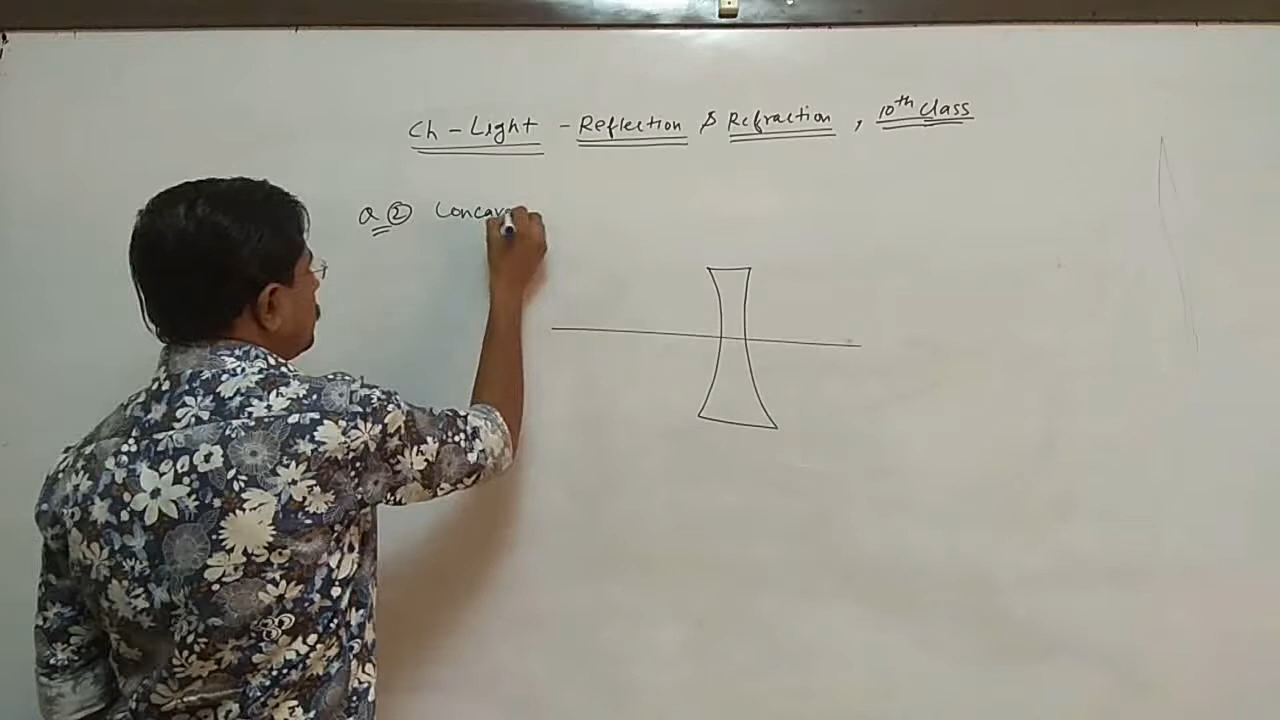 Ch - Light - Reflection & Refraction, 10th Class
Q ② Concav